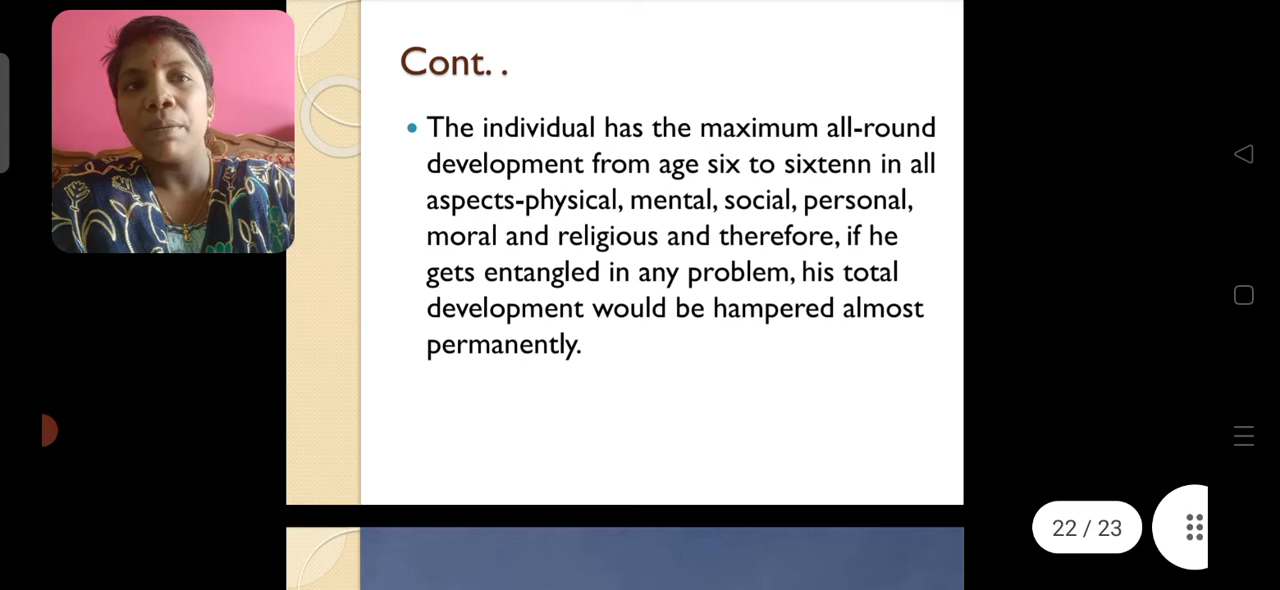 Cont. .
• The individual has the maximum all-round
development from age six to sixtenn in all
aspects-physical, mental, social, personal,
moral and religious and therefore, if he
gets entangled in any problem, his total
development would be hampered almost
permanently.
22 / 23